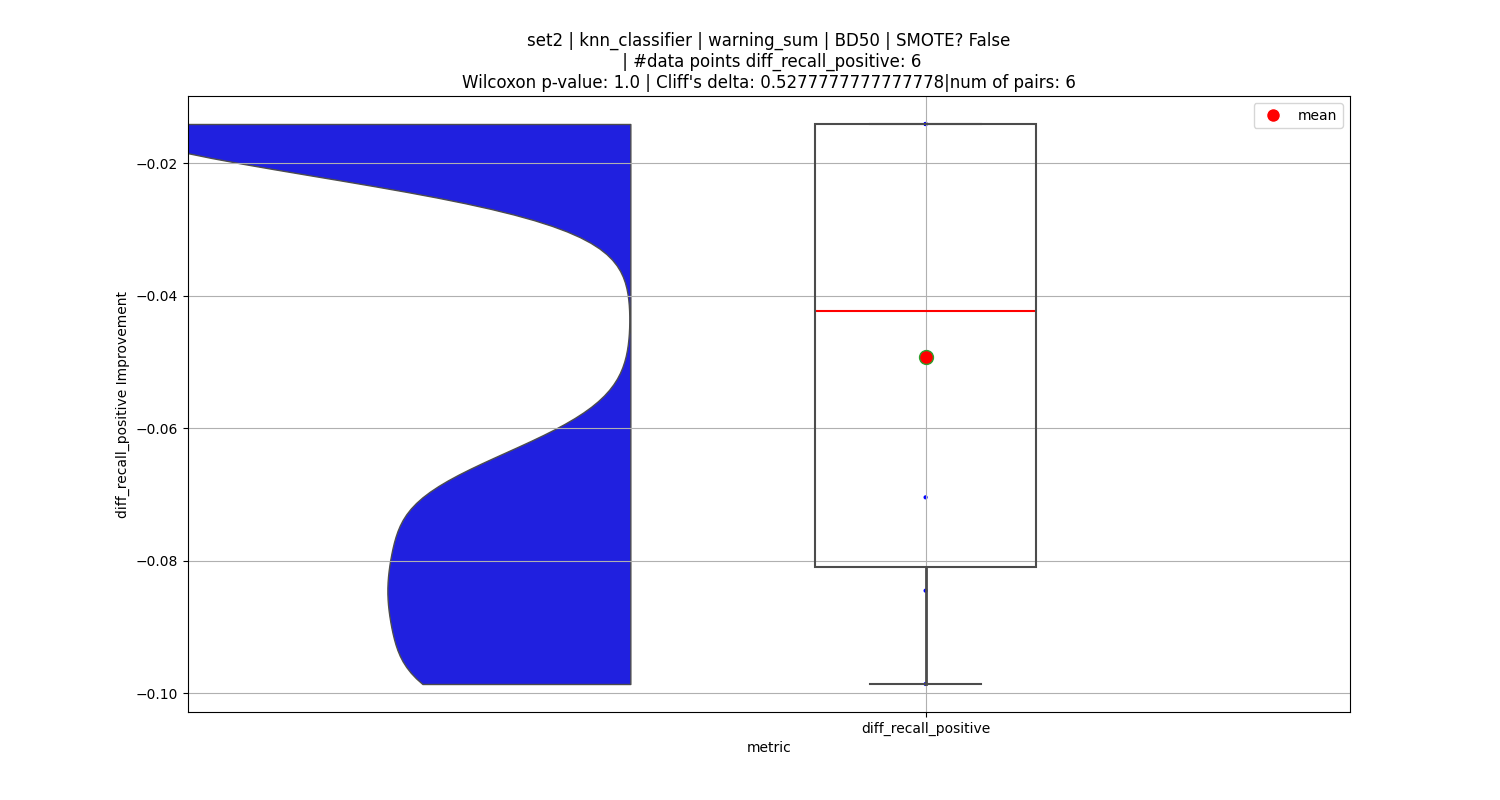 set2 | knn_classifier | warning_sum | BD50 | SMOTE? False
| #data points diff_recall_positive: 6
Wilcoxon p-value: 1.0 | Cliff's delta: 0.5277777777777778|num of pairs: 6
mean
−0.02
−0.04
−0.06
−0.08
−0.10
diff_recall_positive Improvement
diff_recall_positive
metric